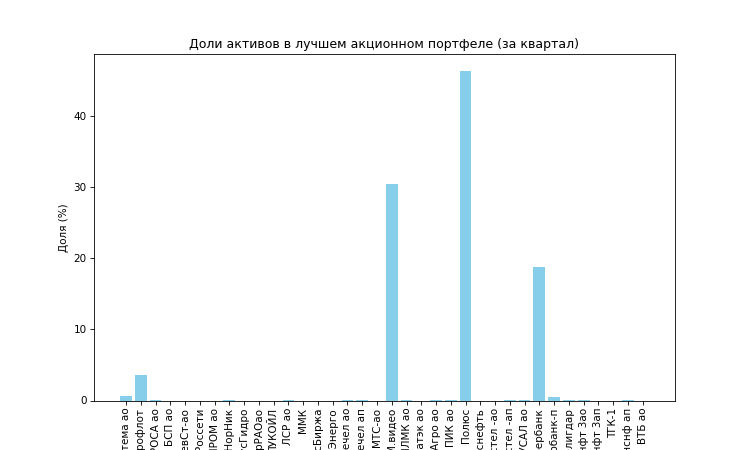 Доли активов в лучшем акционном портфеле (за квартал)
Доля (%)
40
30
20
10
0
тема ао
рофлот
РОСА ао
БСП ао
евСт-ао
Россети
ПРОМ ао
НорНик
сГидро
рРАОао
ЛУКОЙЛ
ЛСР ао
ММК
сБиржа
Энерго
ечел ао
ечел ап
МТС-ао
М.видео
ЛМК ао
атэк ао
Агро ао
ПИК ао
Полюс
снефть
стел -ао
стел -ап
УСАЛ ао
ербанк
рбанк-п
лигдар
нфт 3ао
нфт 3ап
ТГК-1
нснф ап
ВТБ ао